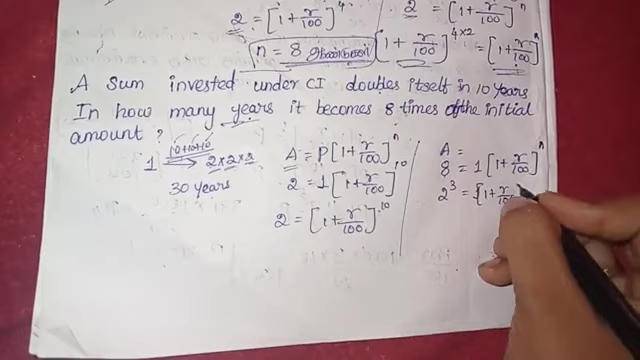 2 = [1+r/100]^4
2 = [1+r/100]^n
n = 8 ஆண்டுகள்
[1+r/100]^4×2 = [1+r/100]^n
A sum invested under CI doubles itself in 10 years
In how many years it becomes 8 times of the initial
amount?
10+10+10
1 → 2×2×2
30 years
A = P[1+r/100]^n
2 = 1[1+r/100]^10
2 = [1+r/100]^10
A =
8 = 1[1+r/100]^n
2^3 = [1+r/10